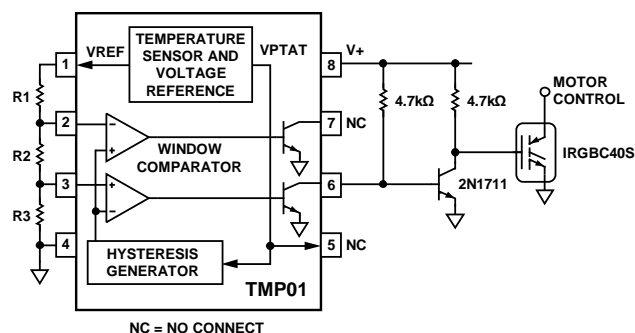 TEMPERATURE
SENSOR AND
VOLTAGE
REFERENCE
VREF
VPTAT
1
8
V+
R1
4.7kΩ
4.7kΩ
MOTOR
CONTROL
2
7
NC
WINDOW
COMPARATOR
IRGBC40S
R2
3
6
2N1711
R3
4
5
NC
HYSTERESIS
GENERATOR
TMP01
NC = NO CONNECT